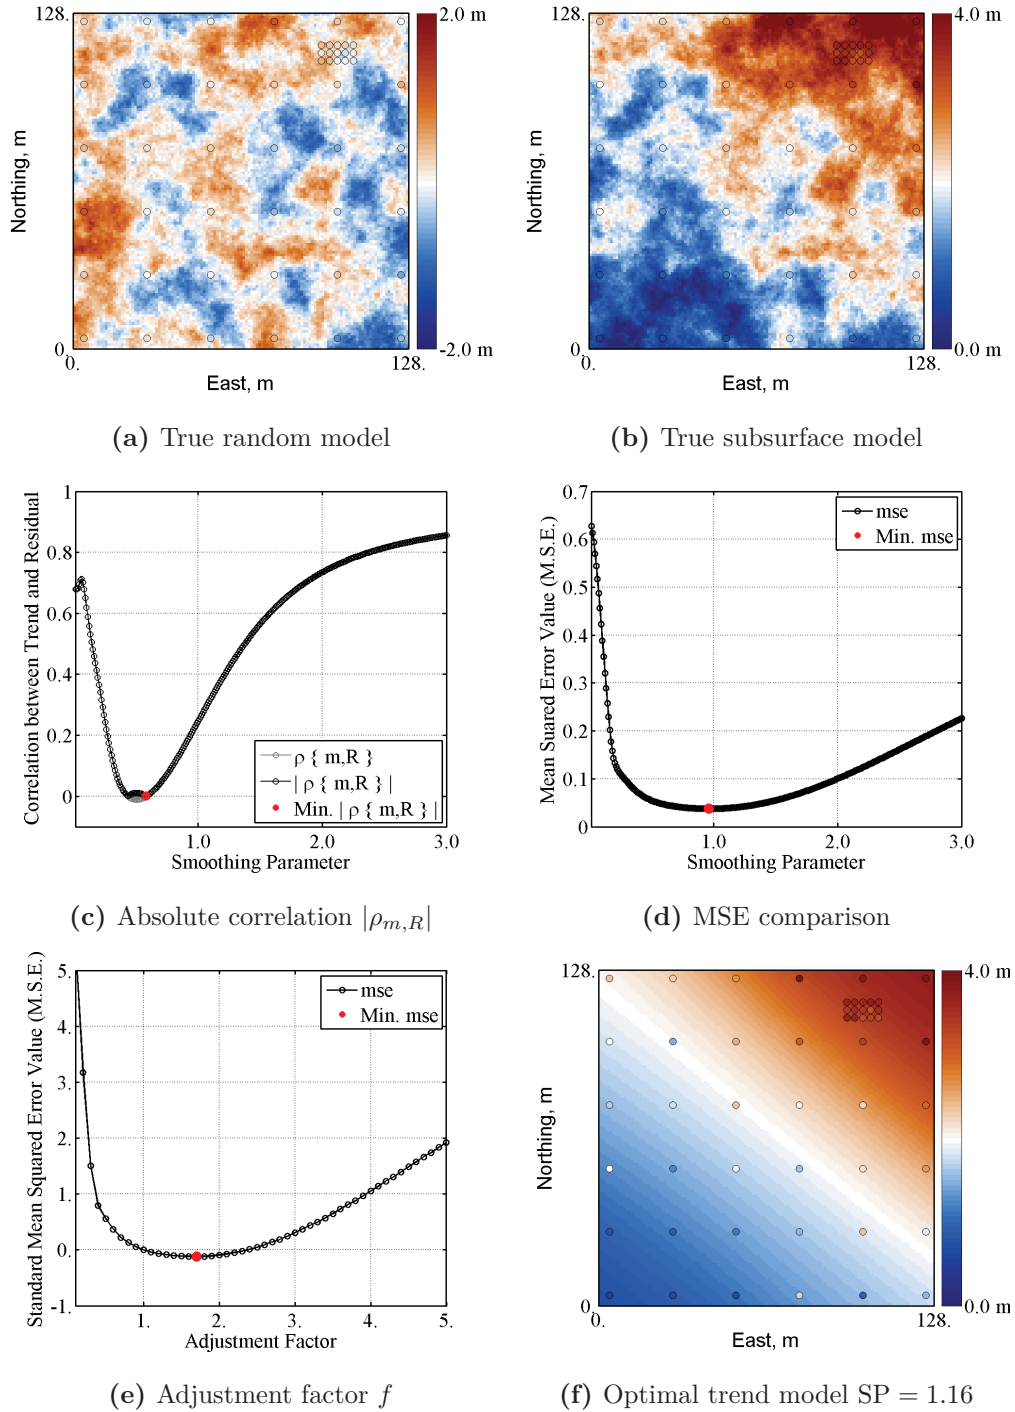 128.
2.0 m
Northing, m
0.
-2.0 m
0.
128.
East, m
(a) True random model
128.
4.0 m
Northing, m
0.
0.0 m
0.
128.
East, m
(b) True subsurface model
Correlation between Trend and Residual
1
0.8
0.6
0.4
0.2
0
ρ { m,R }
| ρ { m,R } |
Min. | ρ { m,R } |
1.0
2.0
3.0
Smoothing Parameter
(c) Absolute correlation |ρm,R|
Mean Suared Error Value (M.S.E.)
0.7
0.6
0.5
0.4
0.3
0.2
0.1
0
mse
Min. mse
1.0
2.0
3.0
Smoothing Parameter
(d) MSE comparison
Standard Mean Squared Error Value (M.S.E.)
5.
4.
3.
2.
1.
0.
-1.
mse
Min. mse
1.
2.
3.
4.
5.
Adjustment Factor
(e) Adjustment factor f
128.
4.0 m
Northing, m
0.
0.0 m
0.
128.
East, m
(f) Optimal trend model SP = 1.16